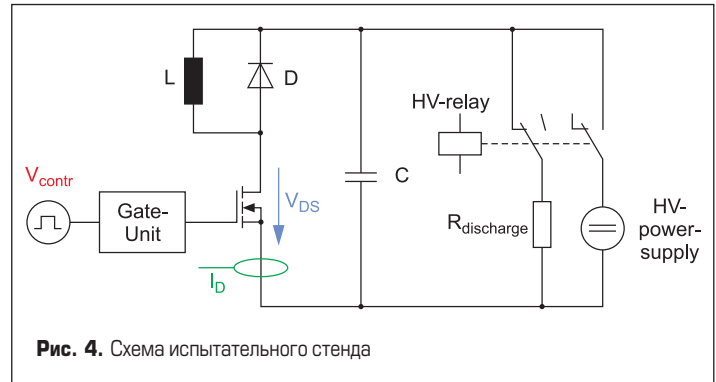 L
D
HV-relay
V_contr
Gate-
Unit
V_DS
C
R_discharge
HV-
power-
supply
I_D
Рис. 4. Схема испытательного стенда